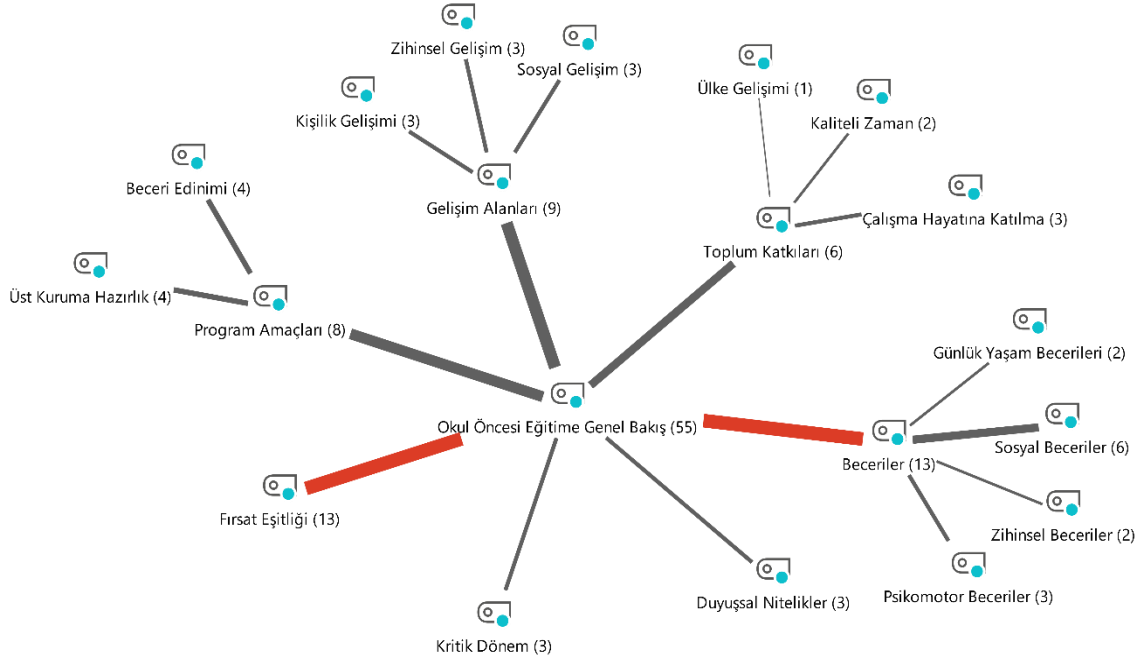 Zihinsel Gelişim (3)
Sosyal Gelişim (3)
Ülke Gelişimi (1)
Kişilik Gelişimi (3)
Kaliteli Zaman (2)
Beceri Edinimi (4)
Gelişim Alanları (9)
Çalışma Hayatına Katılma (3)
Toplum Katkıları (6)
Üst Kuruma Hazırlık (4)
Program Amaçları (8)
Günlük Yaşam Becerileri (2)
Okul Öncesi Eğitime Genel Bakış (55)
Sosyal Beceriler (6)
Beceriler (13)
Fırsat Eşitliği (13)
Zihinsel Beceriler (2)
Psikomotor Beceriler (3)
Duyuşsal Nitelikler (3)
Kritik Dönem (3)